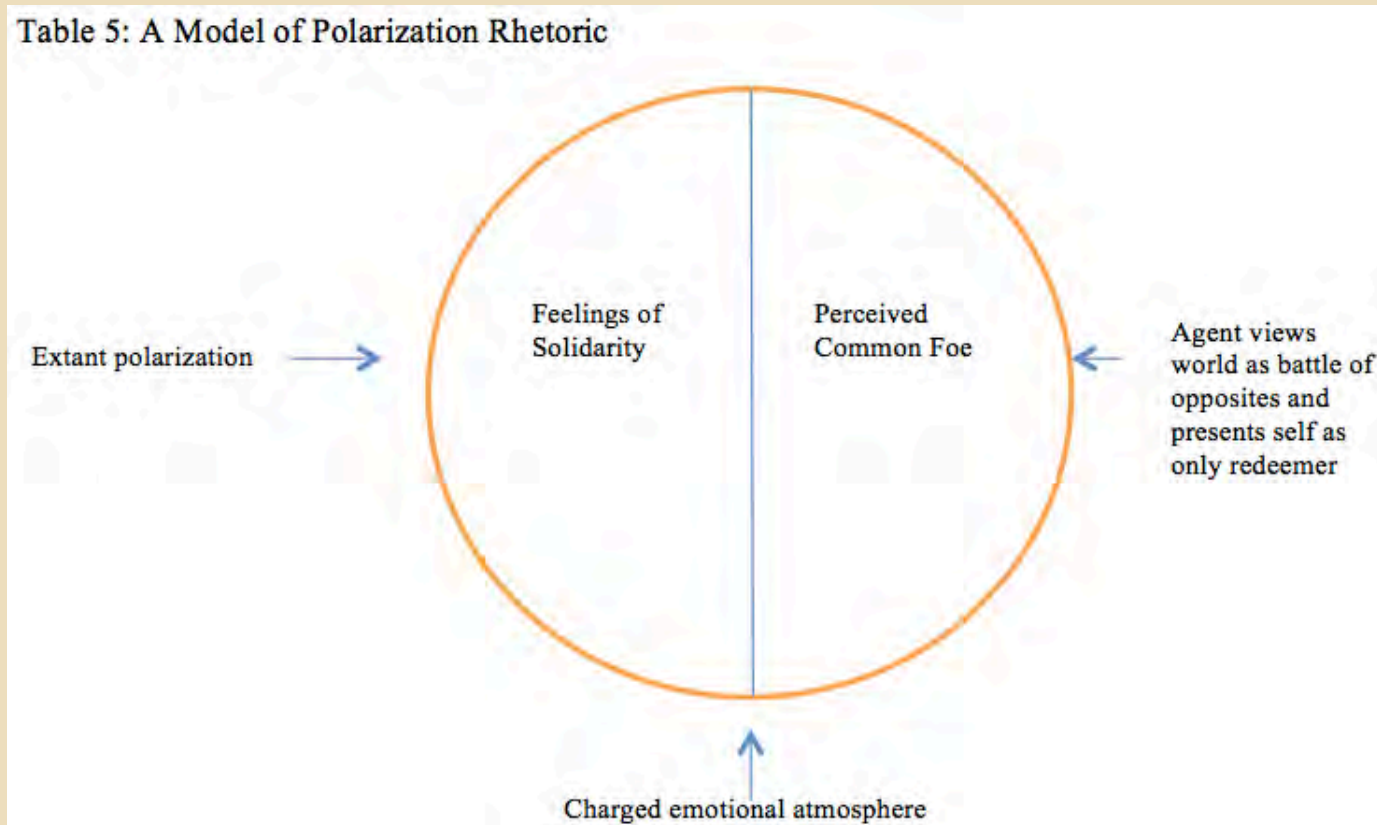 Table 5: A Model of Polarization Rhetoric
Feelings of
Solidarity
Perceived
Common Foe
Extant polarization
Agent views
world as battle of
opposites and
presents self as
only redeemer
Charged emotional atmosphere